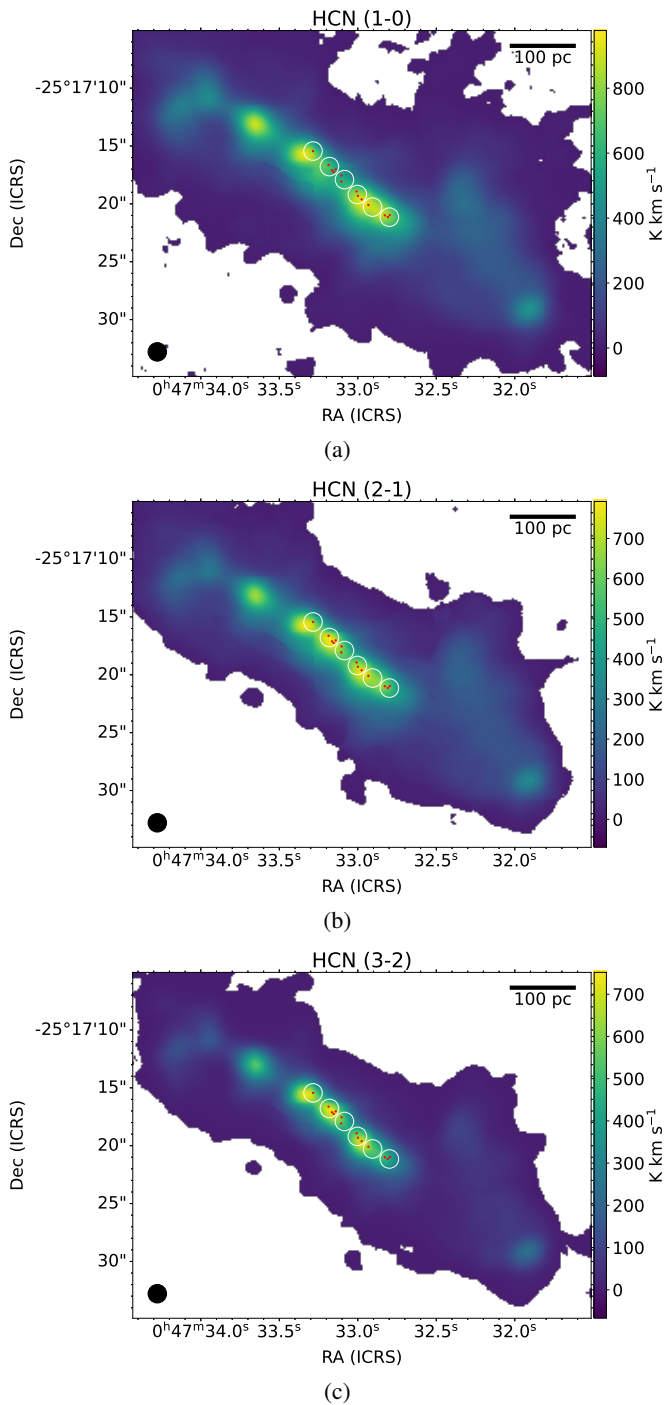 HCN (1-0)
100 pc
-25°17'10"
15"
20"
25"
30"
Dec (ICRS)
0ʰ47ᵐ34.0ˢ 33.5ˢ 33.0ˢ 32.5ˢ 32.0ˢ
RA (ICRS)
800
600
400
200
0
K km s⁻¹
(a)
HCN (2-1)
100 pc
-25°17'10"
15"
20"
25"
30"
Dec (ICRS)
0ʰ47ᵐ34.0ˢ 33.5ˢ 33.0ˢ 32.5ˢ 32.0ˢ
RA (ICRS)
700
600
500
400
300
200
100
0
K km s⁻¹
(b)
HCN (3-2)
100 pc
-25°17'10"
15"
20"
25"
30"
Dec (ICRS)
0ʰ47ᵐ34.0ˢ 33.5ˢ 33.0ˢ 32.5ˢ 32.0ˢ
RA (ICRS)
700
600
500
400
300
200
100
0
K km s⁻¹
(c)